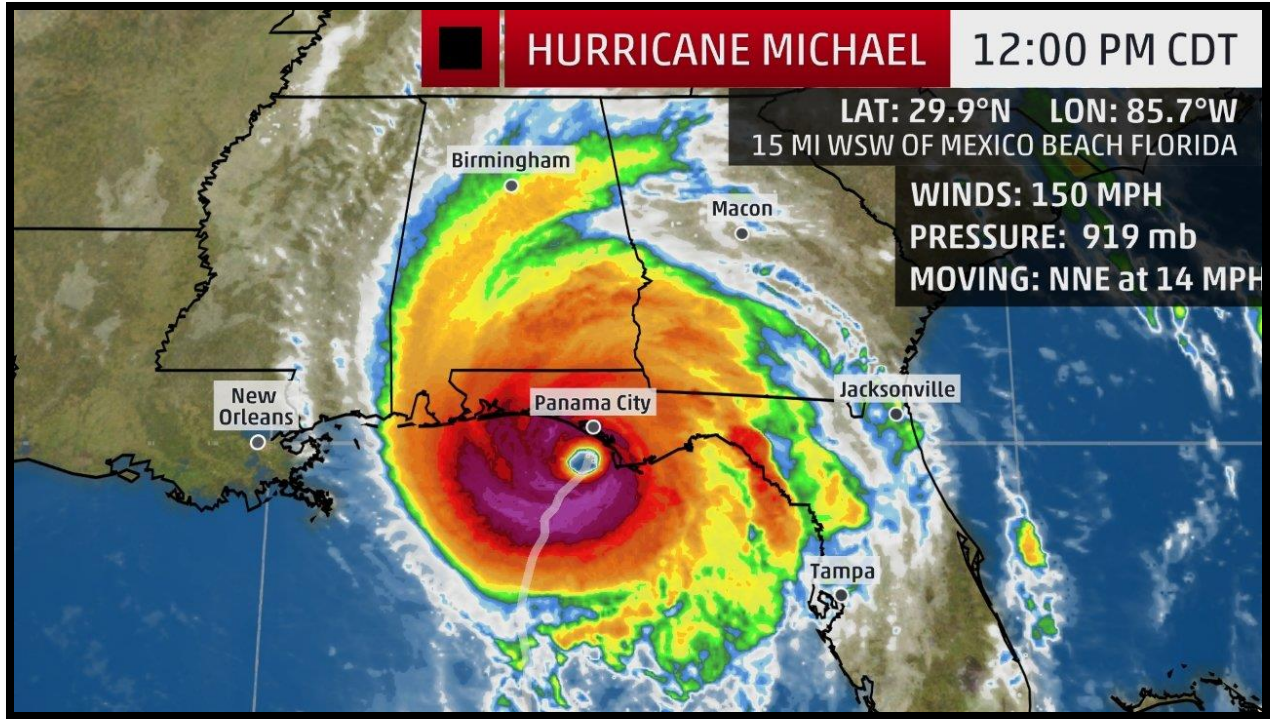 HURRICANE MICHAEL
12:00 PM CDT
LAT: 29.9°N LON: 85.7°W
15 MI WSW OF MEXICO BEACH FLORIDA
WINDS: 150 MPH
PRESSURE: 919 mb
MOVING: NNE at 14 MPH
Birmingham
Macon
New
Orleans
Panama City
Jacksonville
Tampa